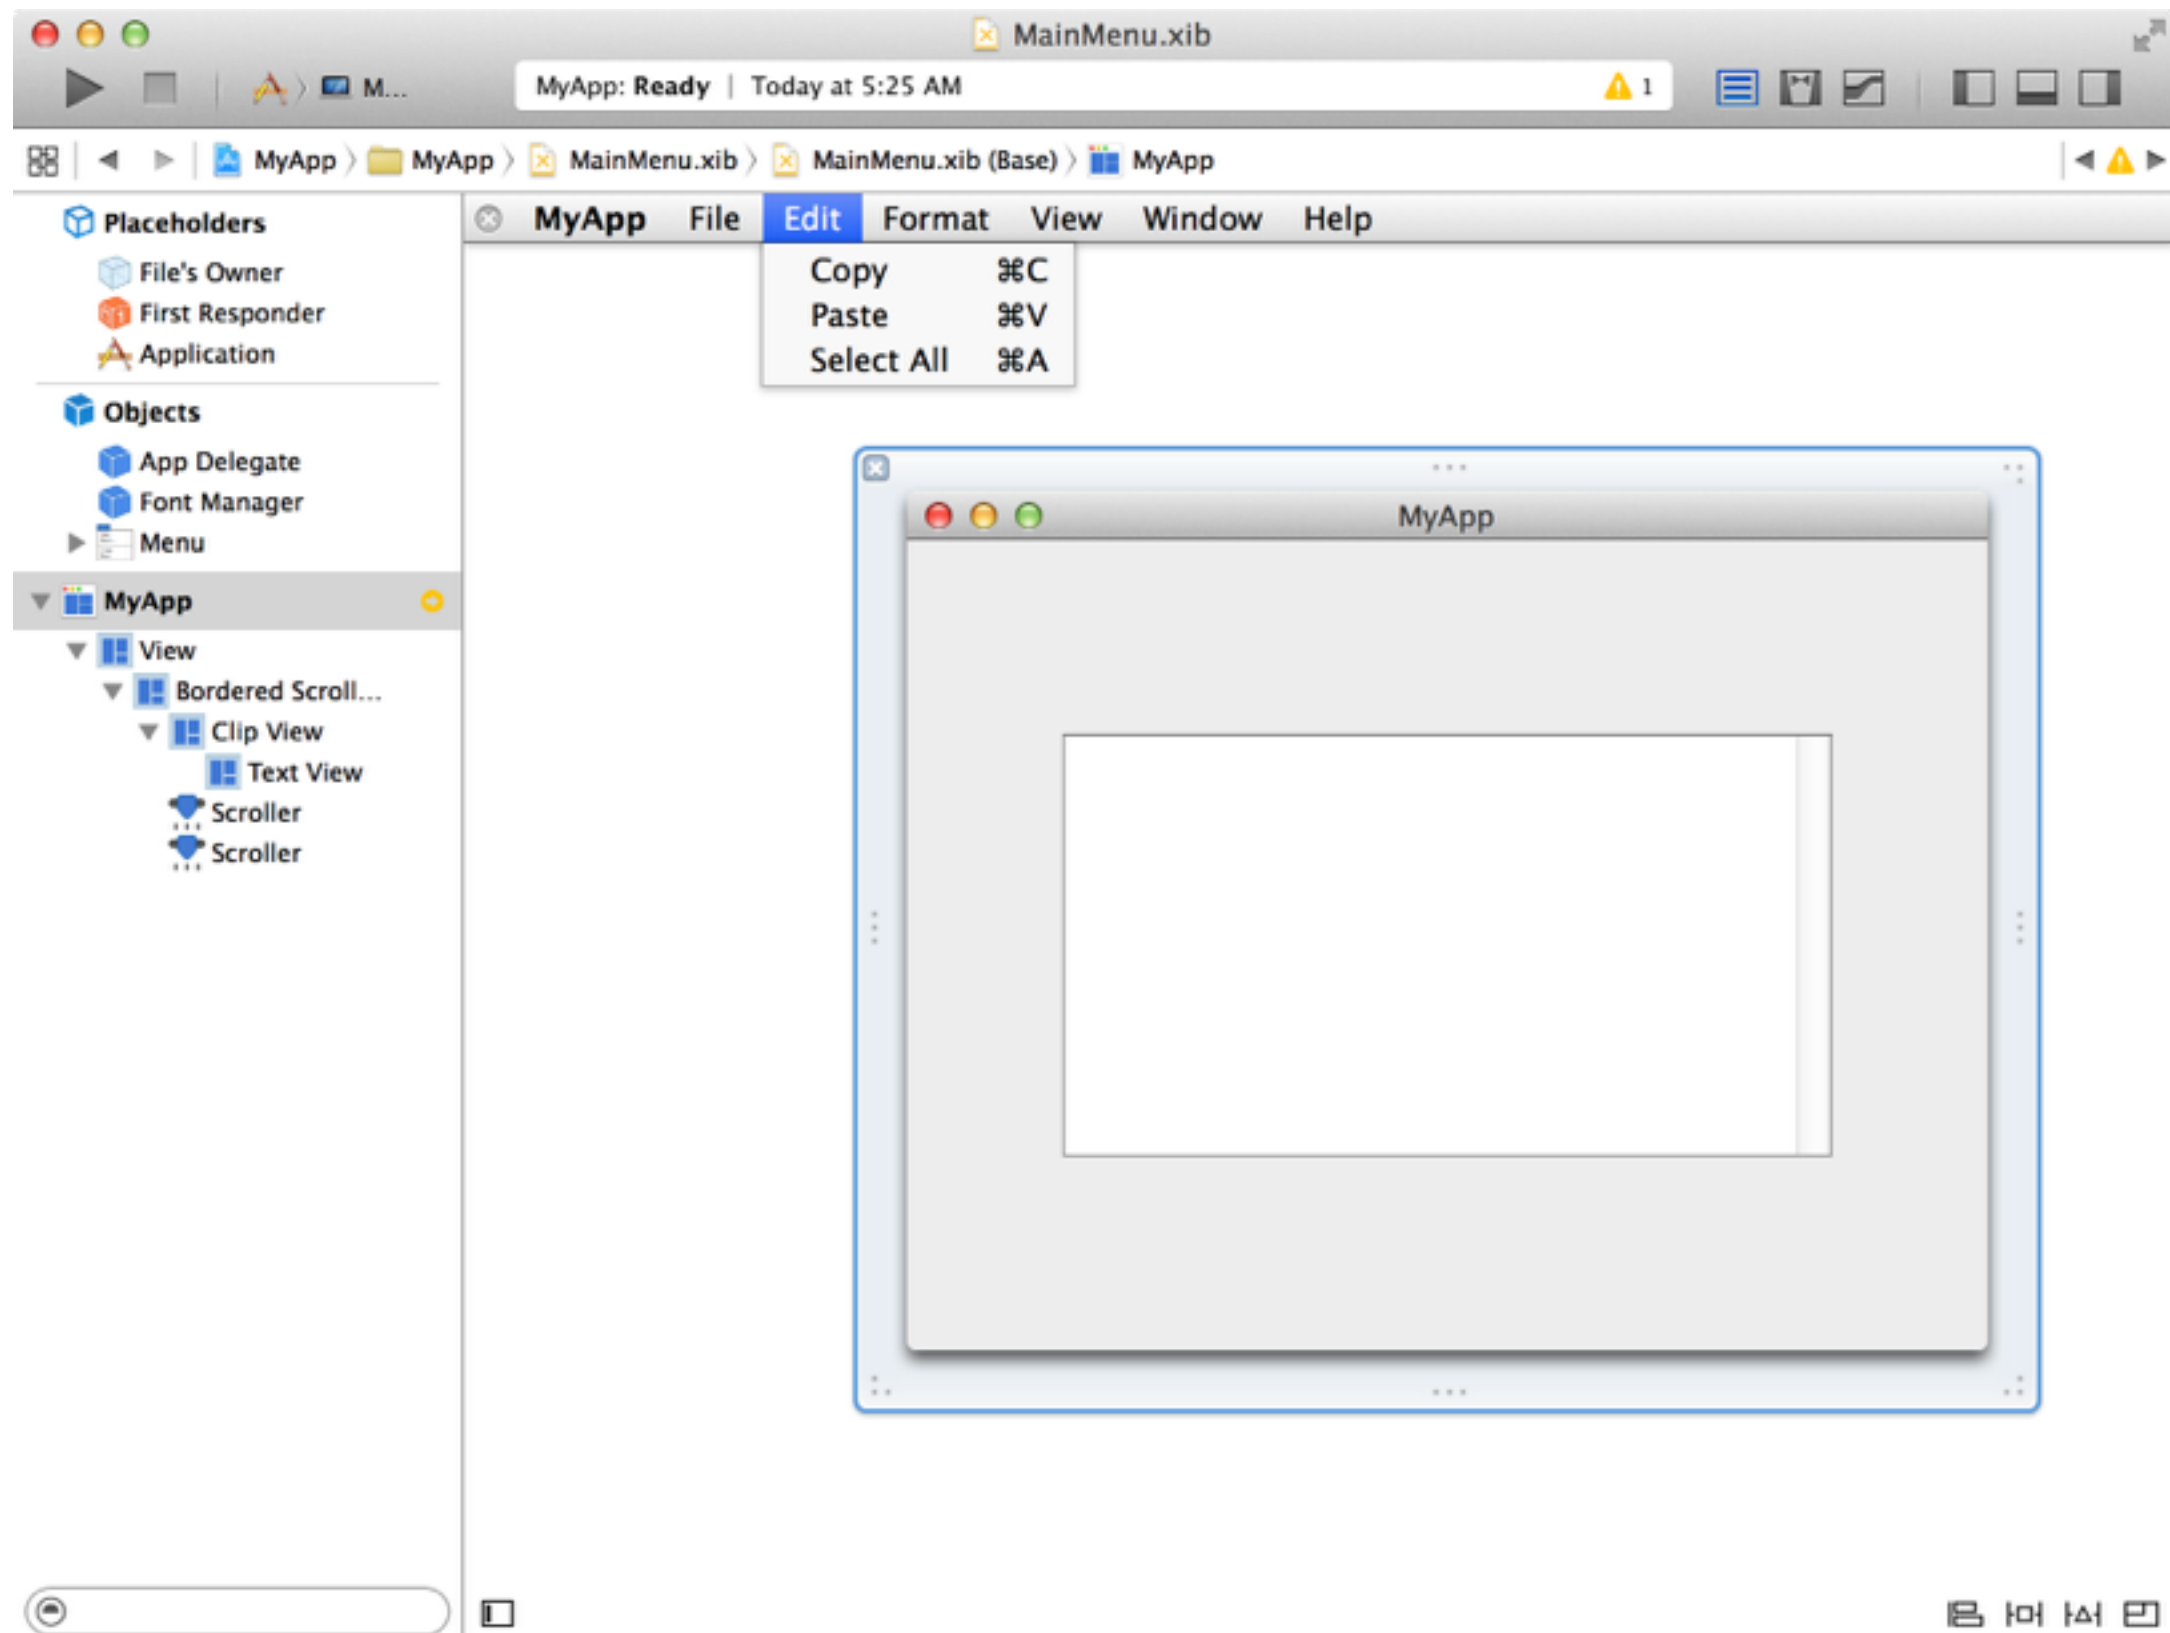 MainMenu.xib
M...
MyApp: Ready | Today at 5:25 AM
1
MyApp MyApp MainMenu.xib MainMenu.xib (Base) MyApp
Placeholders
File's Owner
First Responder
Application
Objects
App Delegate
Font Manager
Menu
MyApp
View
Bordered Scroll...
Clip View
Text View
Scroller
Scroller
MyApp File Edit Format View Window Help
Copy ⌘C
Paste ⌘V
Select All ⌘A
MyApp